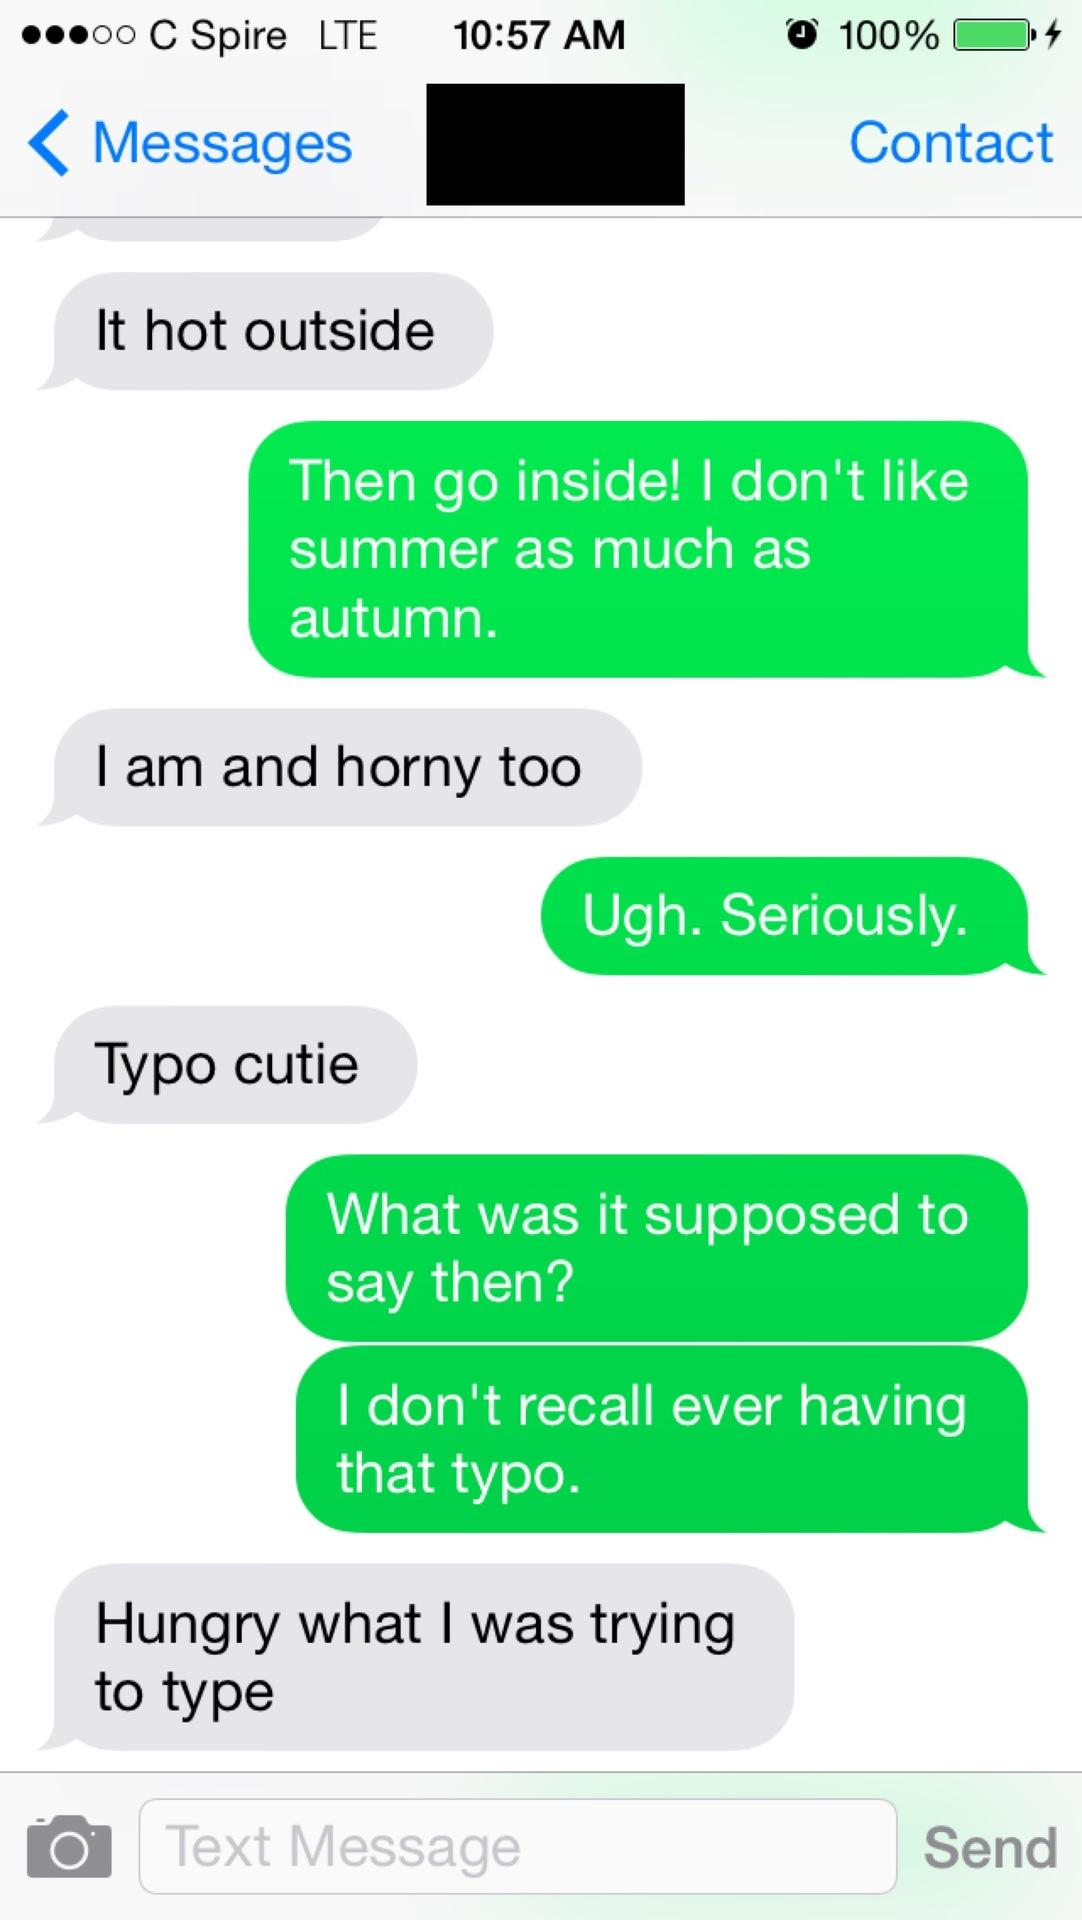 C Spire LTE 10:57 AM 100%
Messages Contact
It hot outside
Then go inside! I don't like
summer as much as
autumn.
I am and horny too
Ugh. Seriously.
Typo cutie
What was it supposed to
say then?
I don't recall ever having
that typo.
Hungry what I was trying
to type
Text Message Send